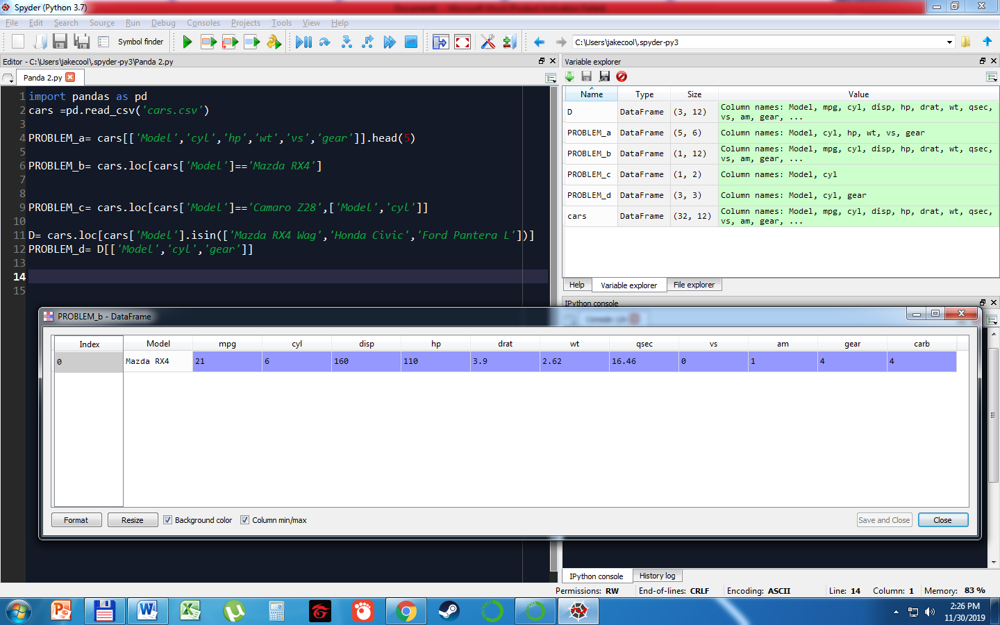 Spyder (Python 3.7)
File Edit Search Source Run Debug Consoles Projects Tools View Help
Symbol finder
C:\Users\jakecool\.spyder-py3
Editor - C:\Users\jakecool\.spyder-py3\Panda 2.py
Panda 2.py
1 import pandas as pd
2 cars =pd.read_csv('cars.csv')
3
4 PROBLEM_a= cars[['Model','cyl','hp','wt','vs','gear']].head(5)
5
6 PROBLEM_b= cars.loc[cars['Model']=='Mazda RX4']
7
8
9 PROBLEM_c= cars.loc[cars['Model']=='Camaro Z28',['Model','cyl']]
10
11 D= cars.loc[cars['Model'].isin(['Mazda RX4 Wag','Honda Civic','Ford Pantera L'])]
12 PROBLEM_d= D[['Model','cyl','gear']]
13
14
15
Variable explorer
Name Type Size Value
D DataFrame (3, 12) Column names: Model, mpg, cyl, disp, hp, drat, wt, qsec,
vs, am, gear, ...
PROBLEM_a DataFrame (5, 6) Column names: Model, cyl, hp, wt, vs, gear
PROBLEM_b DataFrame (1, 12) Column names: Model, mpg, cyl, disp, hp, drat, wt, qsec,
vs, am, gear, ...
PROBLEM_c DataFrame (1, 2) Column names: Model, cyl
PROBLEM_d DataFrame (3, 3) Column names: Model, cyl, gear
cars DataFrame (32, 12) Column names: Model, mpg, cyl, disp, hp, drat, wt, qsec,
vs, am, gear, ...
Help Variable explorer File explorer
IPython console
PROBLEM_b - DataFrame
Index Model mpg cyl disp hp drat wt qsec vs am gear carb
0 Mazda RX4 21 6 160 110 3.9 2.62 16.46 0 1 4 4
Format Resize Background color Column min/max Save and Close Close
IPython console History log
Permissions: RW End-of-lines: CRLF Encoding: ASCII Line: 14 Column: 1 Memory: 83 %
2:26 PM
11/30/2019